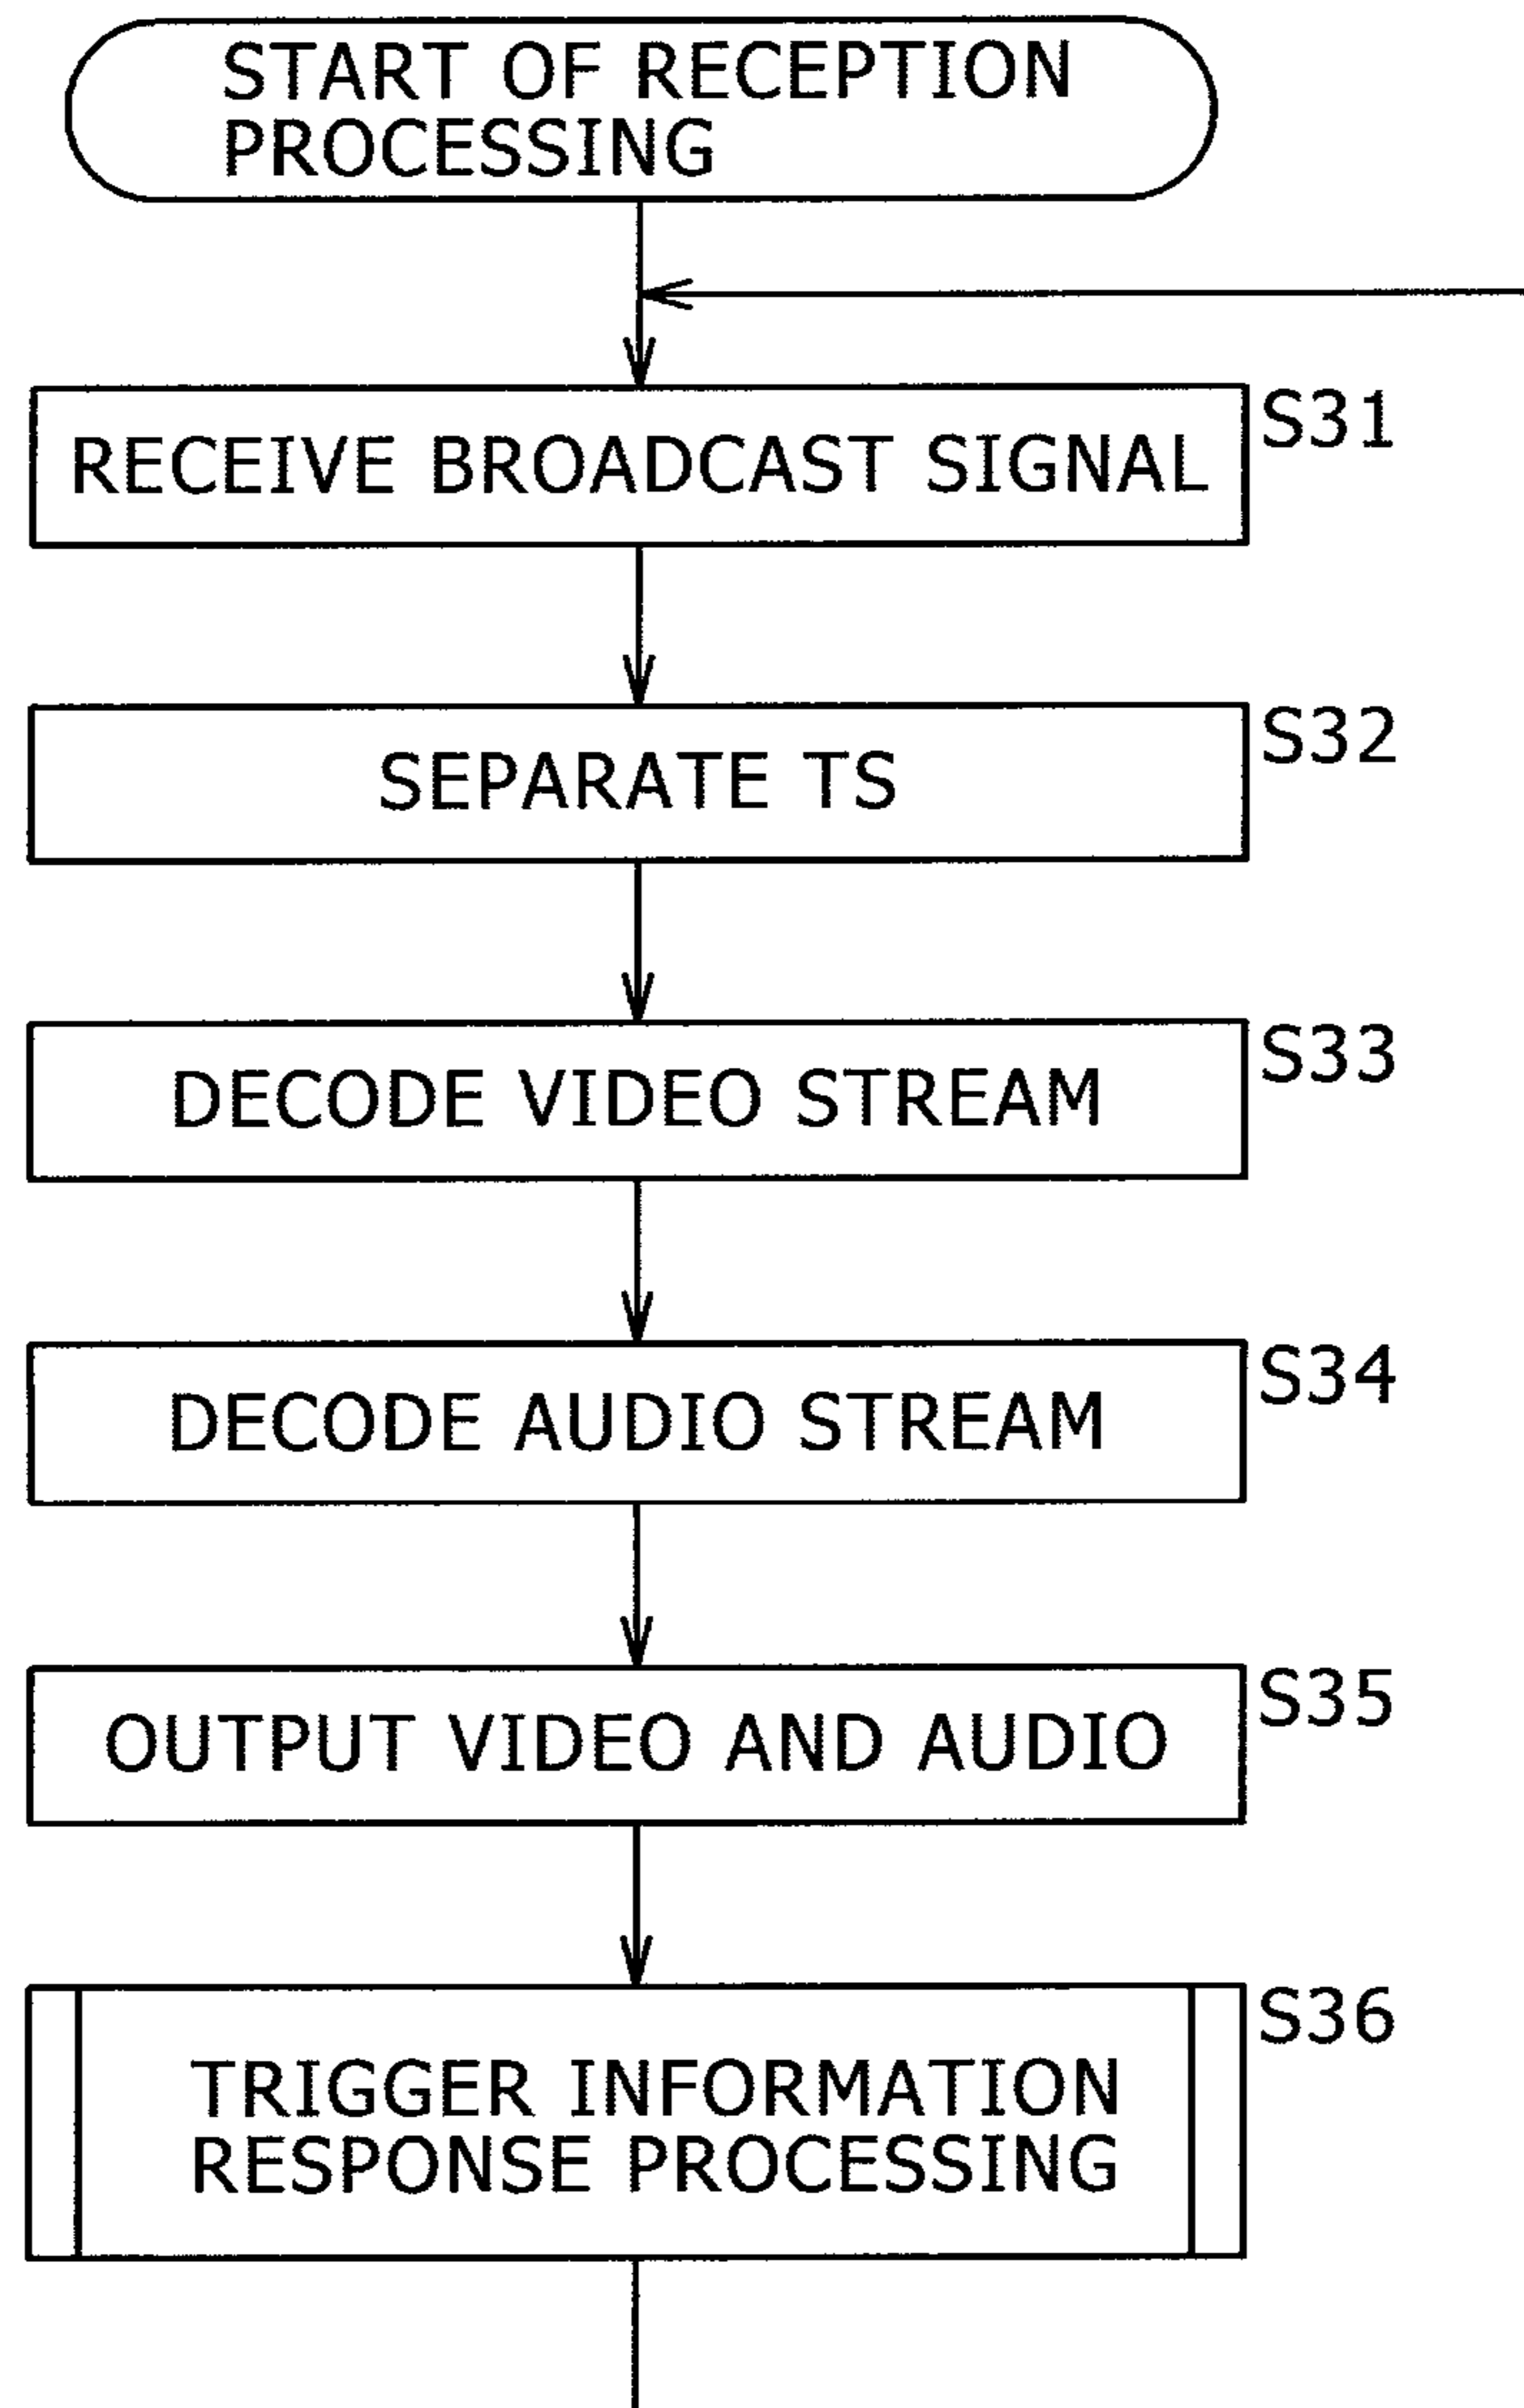 START OF RECEPTION
PROCESSING
S31
RECEIVE BROADCAST SIGNAL
S32
SEPARATE TS
S33
DECODE VIDEO STREAM
S34
DECODE AUDIO STREAM
S35
OUTPUT VIDEO AND AUDIO
S36
TRIGGER INFORMATION
RESPONSE PROCESSING